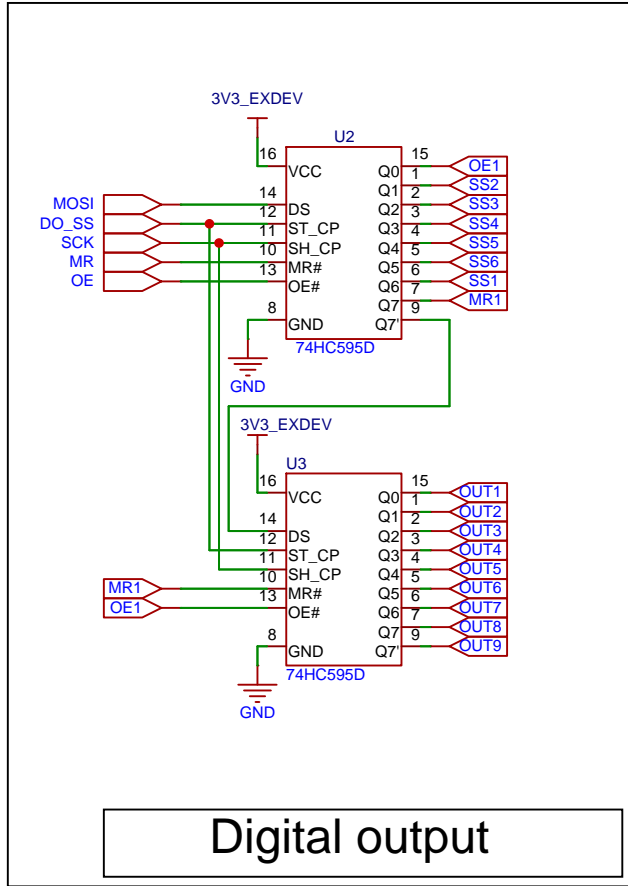 3V3_EXDEV
U2
16 VCC Q0 15 OE1
Q1 1 SS2
MOSI 14 DS Q2 2 SS3
DO_SS 12 ST_CP Q3 3 SS4
SCK 11 SH_CP Q4 4 SS5
MR 10 MR# Q5 5 SS6
OE 13 OE# Q6 6 SS1
Q7 7 MR1
8 GND Q7' 9
74HC595D
GND
3V3_EXDEV
U3
16 VCC Q0 15 OUT1
Q1 1 OUT2
14 DS Q2 2 OUT3
12 ST_CP Q3 3 OUT4
11 SH_CP Q4 4 OUT5
MR1 10 MR# Q5 5 OUT6
OE1 13 OE# Q6 6 OUT7
Q7 7 OUT8
8 GND Q7' 9 OUT9
74HC595D
GND
Digital output